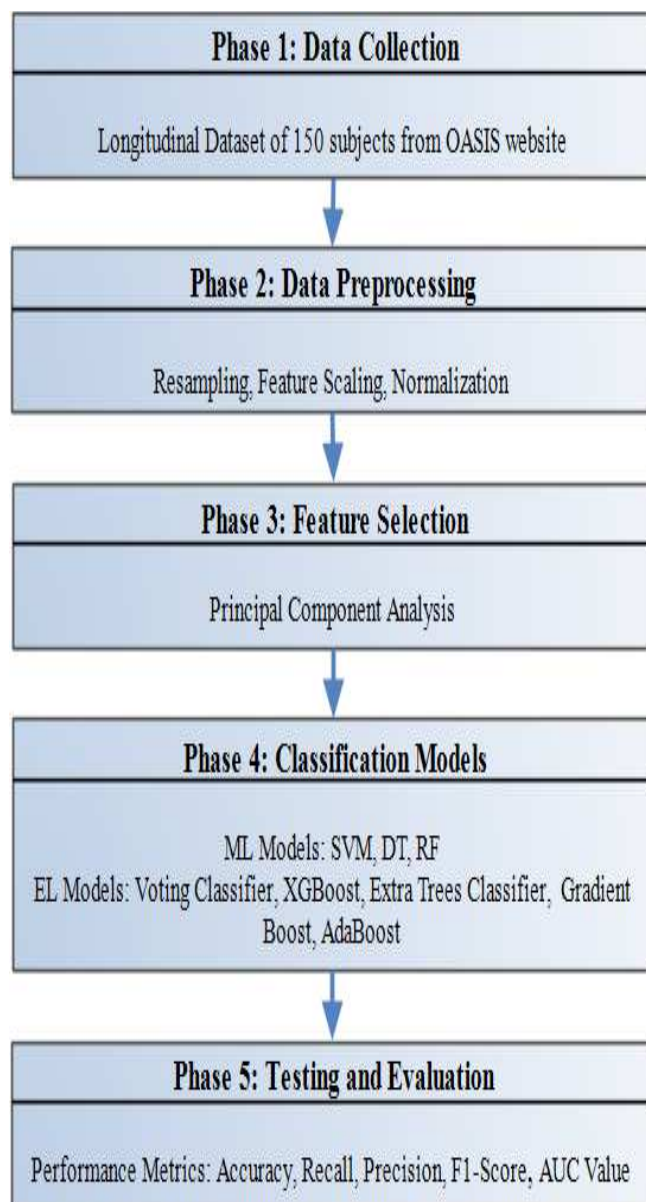 Phase 1: Data Collection
Longitudinal Dataset of 150 subjects from OASIS website
Phase 2: Data Preprocessing
Resampling, Feature Scaling, Normalization
Phase 3: Feature Selection
Principal Component Analysis
Phase 4: Classification Models
ML Models: SVM, DT, RF
EL Models: Voting Classifier, XGBoost, Extra Trees Classifier, Gradient
Boost, AdaBoost
Phase 5: Testing and Evaluation
Performance Metrics: Accuracy, Recall, Precision, F1-Score, AUC Value